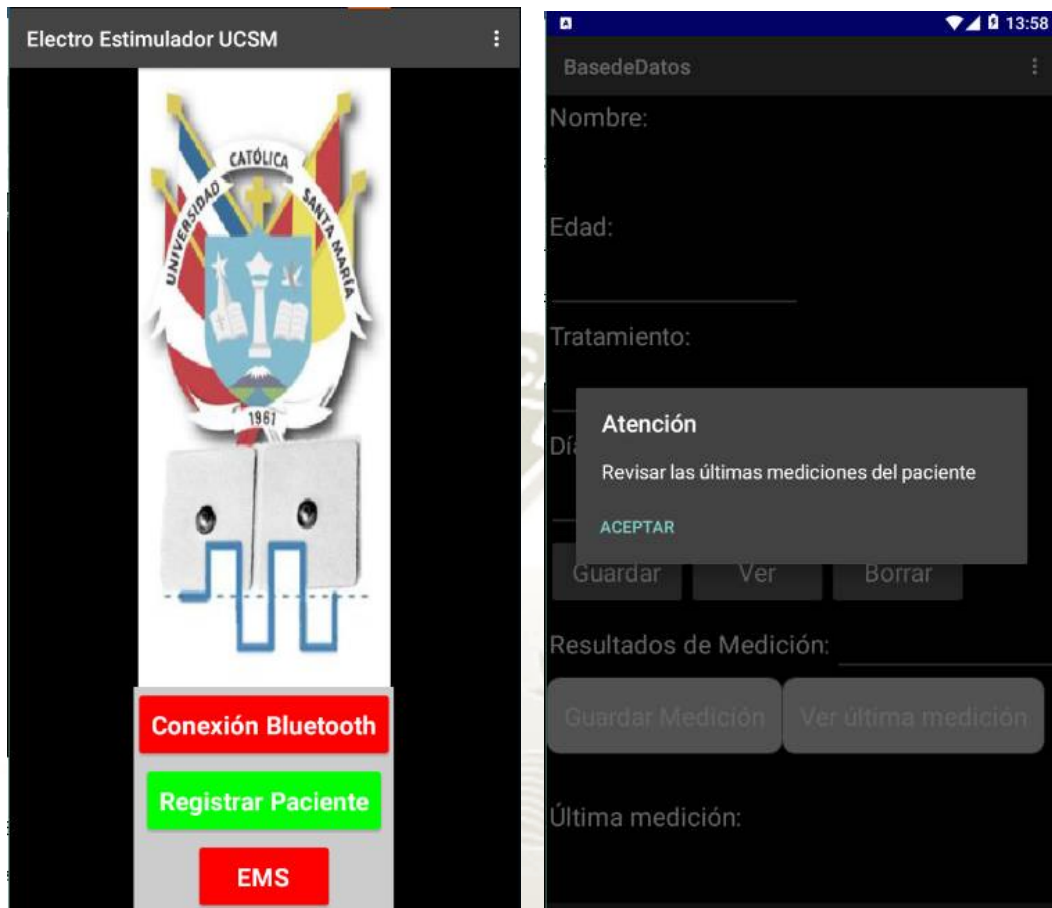 Electro Estimulador UCSM
UNIVERSIDAD CATÓLICA SANTA MARÍA
1961
Conexión Bluetooth
Registrar Paciente
EMS
13:58
BasedeDatos
Nombre:
Edad:
Tratamiento:
Atención
Revisar las últimas mediciones del paciente
ACEPTAR
Guardar Ver Borrar
Resultados de Medición:
Guardar Medición Ver última medición
Última medición: